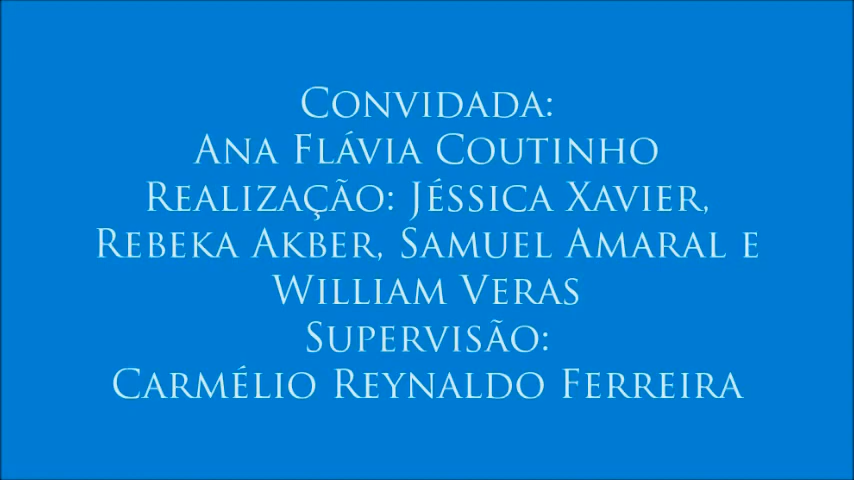 Convidada:
Ana Flávia Coutinho
Realização: Jéssica Xavier,
Rebeka Akber, Samuel Amaral e
William Veras
Supervisão:
Carmélio Reynaldo Ferreira